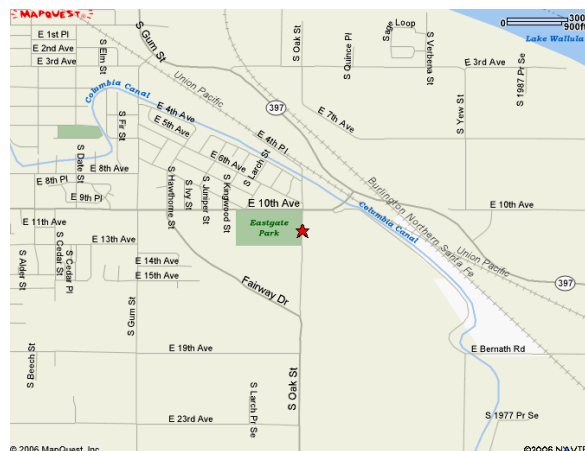 MAPQUEST
300m
900ft
Lake Wallula
E 1st Pl
E 2nd Ave
E 3rd Ave
S Elm St
S Gum St
S Oak St
S Quince Pl
Sage Loop
S Verbena St
E 3rd Ave
S 1987 Pr Se
Union Pacific
Columbia Canal
397
E 7th Ave
S Yew St
E 4th Ave
E 5th Ave
E 4th Pl
S Fir St
E 6th Ave
S Larch St
S Date St
E 8th Ave
E 8th Pl
E 9th Pl
S Hawthorne St
S Ivy St
S Juniper St
S Kingwood St
E 10th Ave
Burlington Northern Santa Fe
E 10th Ave
E 11th Ave
Eastgate
Park
Columbia Canal
E 13th Ave
S Cedar St
S Cedar Pl
S Alder St
E 14th Ave
E 15th Ave
Union Pacific
397
Fairway Dr
S Gum St
E 19th Ave
E Bernath Rd
S Beech St
S Larch Pr Se
S Oak St
E 23rd Ave
S 1977 Pr Se
© 2006 MapQuest, Inc.
©2006 NAVTE